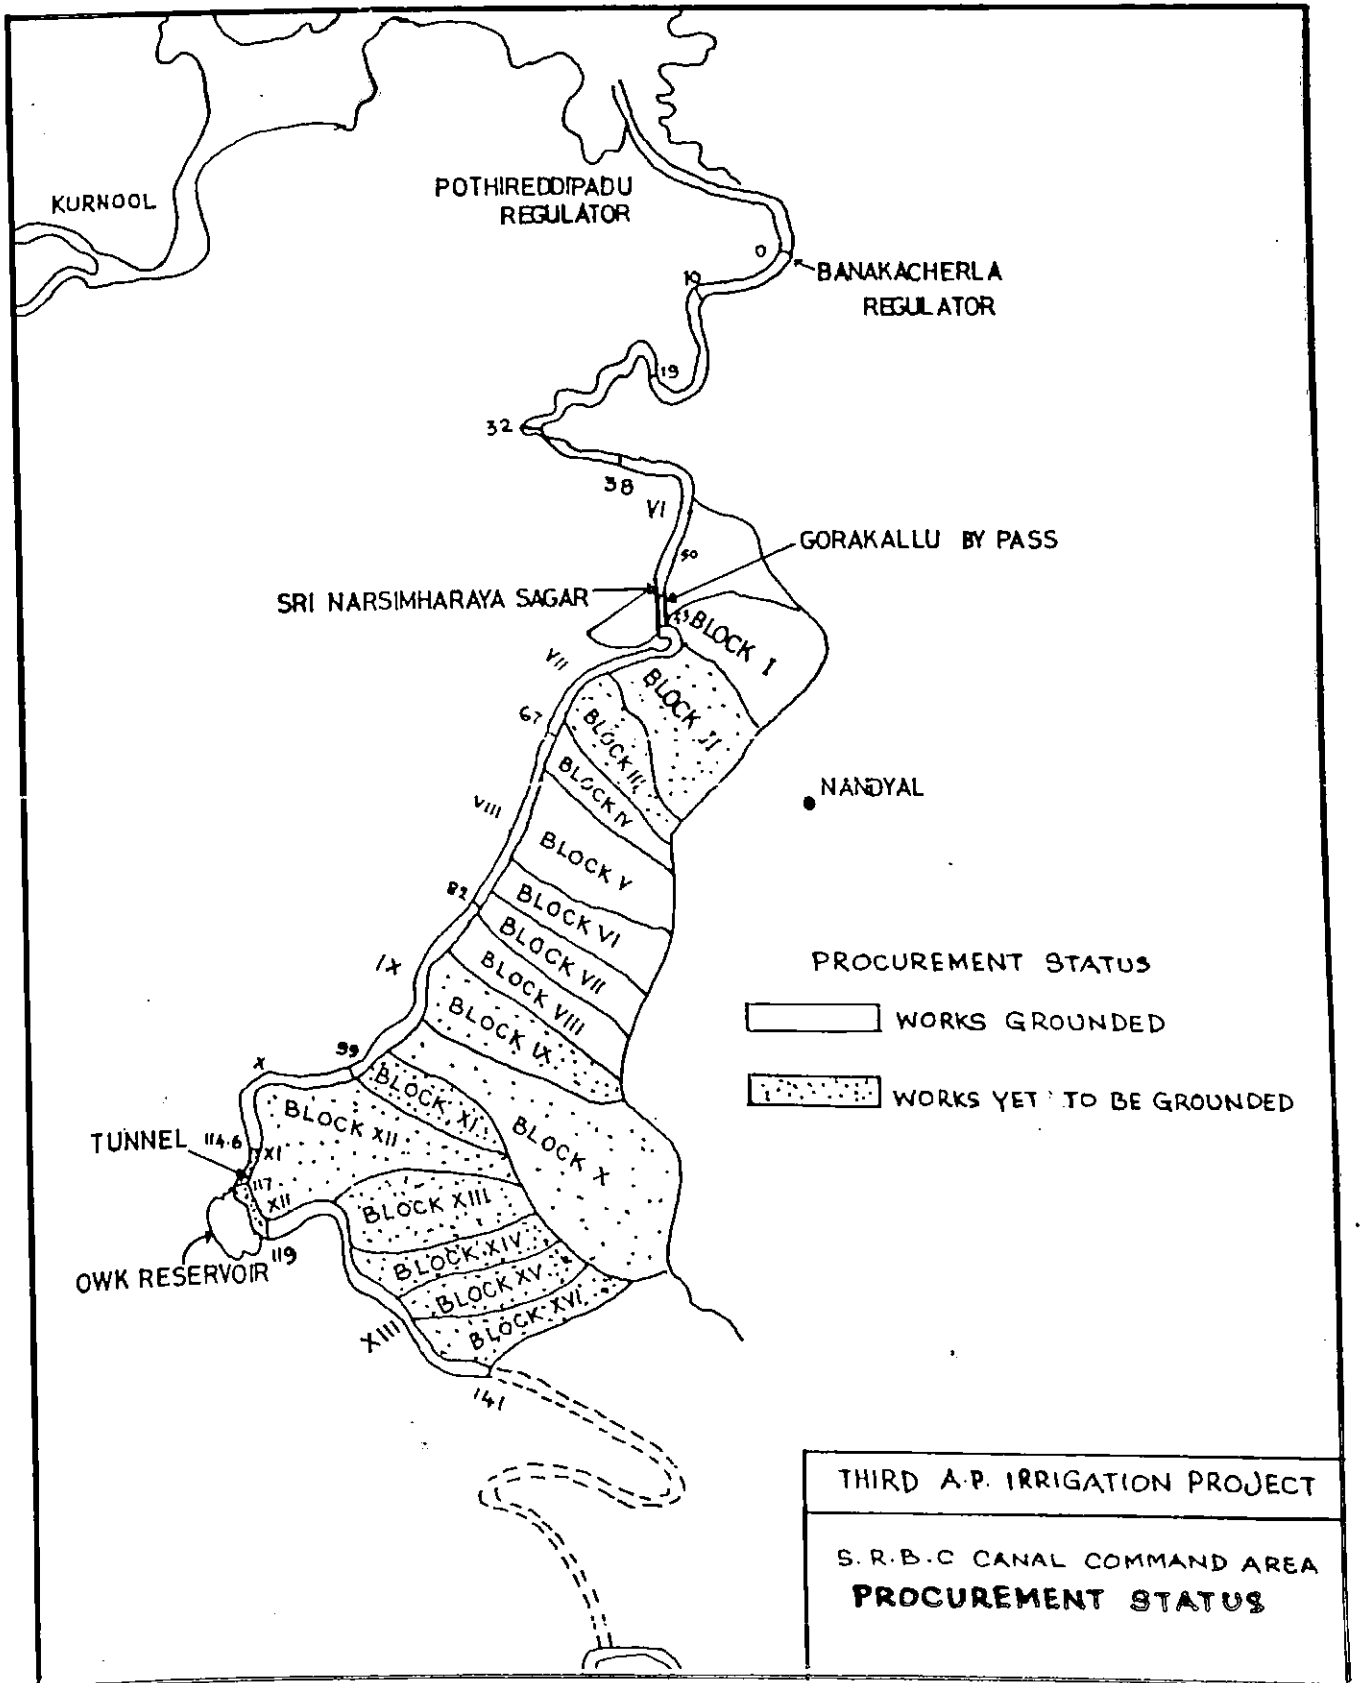 KURNOOL
POTHIREDDIPADU
REGULATOR
0
BANAKACHERLA
REGULATOR
10
19
32
38
VI
50
GORAKALLU BY PASS
SRI NARSIMHARAYA SAGAR
BLOCK I
VII
BLOCK II
67
BLOCK III
NANDYAL
BLOCK IV
VIII
BLOCK V
82
BLOCK VI
BLOCK VII
IX
BLOCK VIII
PROCUREMENT STATUS
WORKS GROUNDED
BLOCK IX
99
X
BLOCK XI
WORKS YET TO BE GROUNDED
BLOCK XII
BLOCK X
TUNNEL
114.6
XI
117
XII
BLOCK XIII
119
OWK RESERVOIR
BLOCK XIV
BLOCK XV
BLOCK XVI
XIII
141
THIRD A.P. IRRIGATION PROJECT
S.R.B.C CANAL COMMAND AREA
PROCUREMENT STATUS